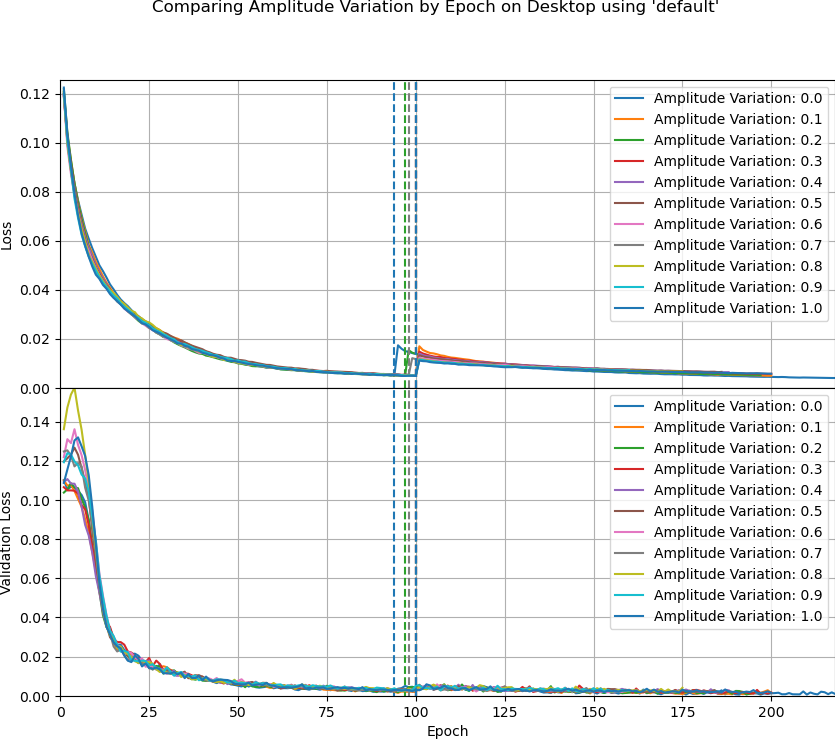 Comparing Amplitude Variation by Epoch on Desktop using 'default'
0.12
0.10
0.08
0.06
0.04
0.02
0.00
Loss
Amplitude Variation: 0.0
Amplitude Variation: 0.1
Amplitude Variation: 0.2
Amplitude Variation: 0.3
Amplitude Variation: 0.4
Amplitude Variation: 0.5
Amplitude Variation: 0.6
Amplitude Variation: 0.7
Amplitude Variation: 0.8
Amplitude Variation: 0.9
Amplitude Variation: 1.0
0.14
0.12
0.10
0.08
0.06
0.04
0.02
0.00
Validation Loss
Amplitude Variation: 0.0
Amplitude Variation: 0.1
Amplitude Variation: 0.2
Amplitude Variation: 0.3
Amplitude Variation: 0.4
Amplitude Variation: 0.5
Amplitude Variation: 0.6
Amplitude Variation: 0.7
Amplitude Variation: 0.8
Amplitude Variation: 0.9
Amplitude Variation: 1.0
0 25 50 75 100 125 150 175 200
Epoch